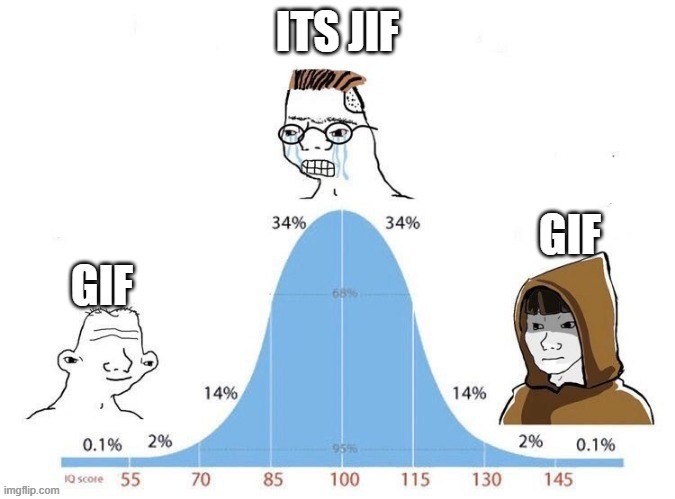 ITS JIF
34% 34%
GIF
GIF
68%
14% 14%
0.1% 2% 95% 2% 0.1%
IQ score 55 70 85 100 115 130 145
imgflip.com